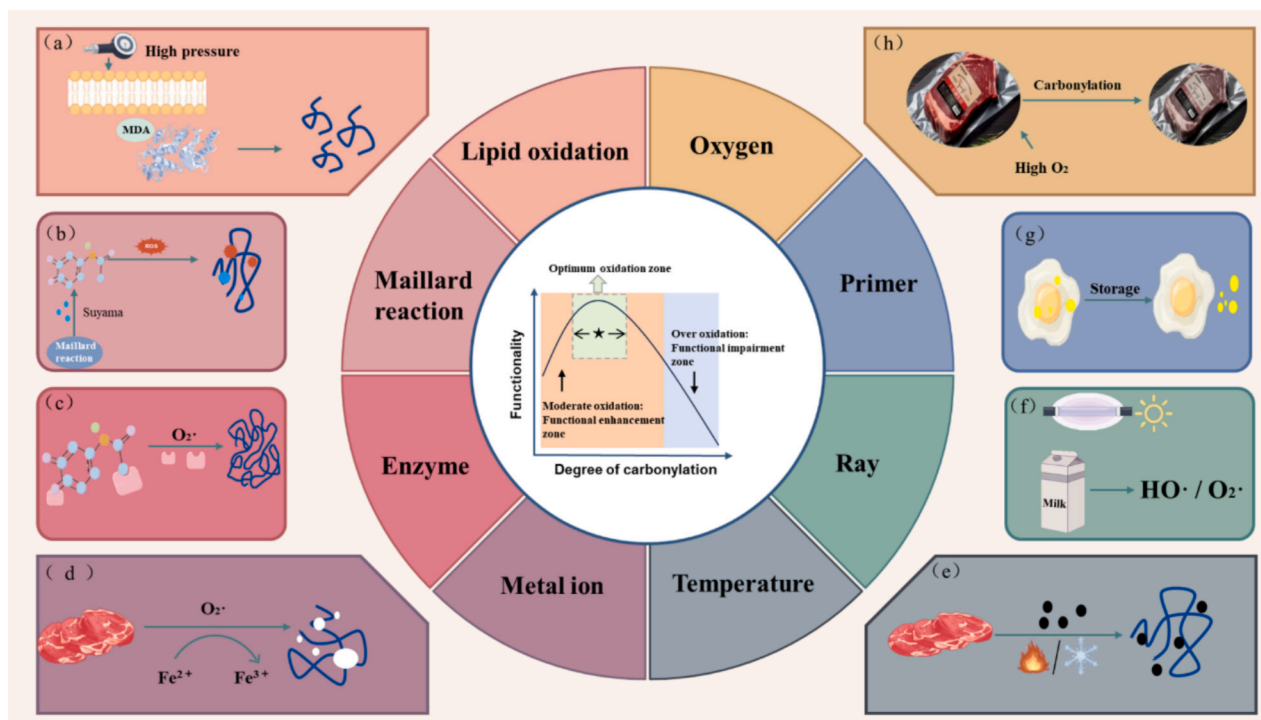 (a)
High pressure
MDA
(b)
ROS
Suyama
Maillard
reaction
(c)
O₂·
(d)
O₂·
Fe²⁺
Fe³⁺
Lipid oxidation
Oxygen
Maillard
reaction
Primer
Enzyme
Ray
Metal ion
Temperature
Optimum oxidation zone
Over oxidation:
Functional impairment
zone
Moderate oxidation:
Functional enhancement
zone
Functionality
Degree of carbonylation
(h)
Carbonylation
High O₂
(g)
Storage
(f)
Milk
HO· / O₂·
(e)